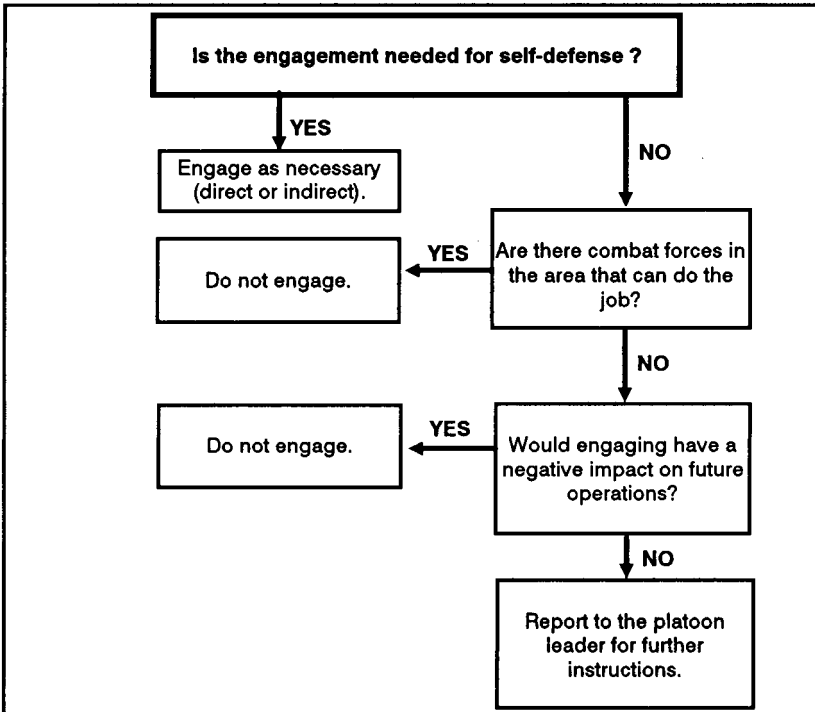 Is the engagement needed for self-defense ?
YES
NO
Engage as necessary
(direct or indirect).
Are there combat forces in
the area that can do the
job?
YES
Do not engage.
NO
Would engaging have a
negative impact on future
operations?
YES
Do not engage.
NO
Report to the platoon
leader for further
instructions.